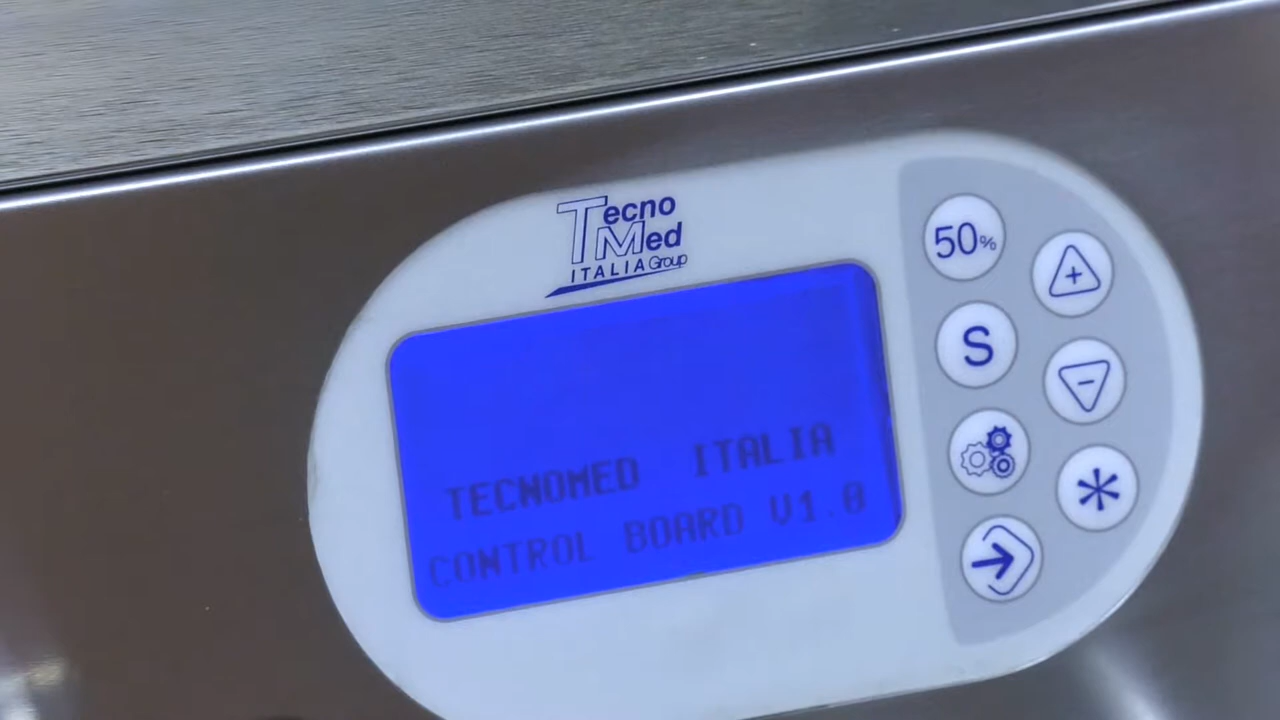 Tecno
Med
ITALIA Group
TECNOMED ITALIA
CONTROL BOARD V1.0
50%
S